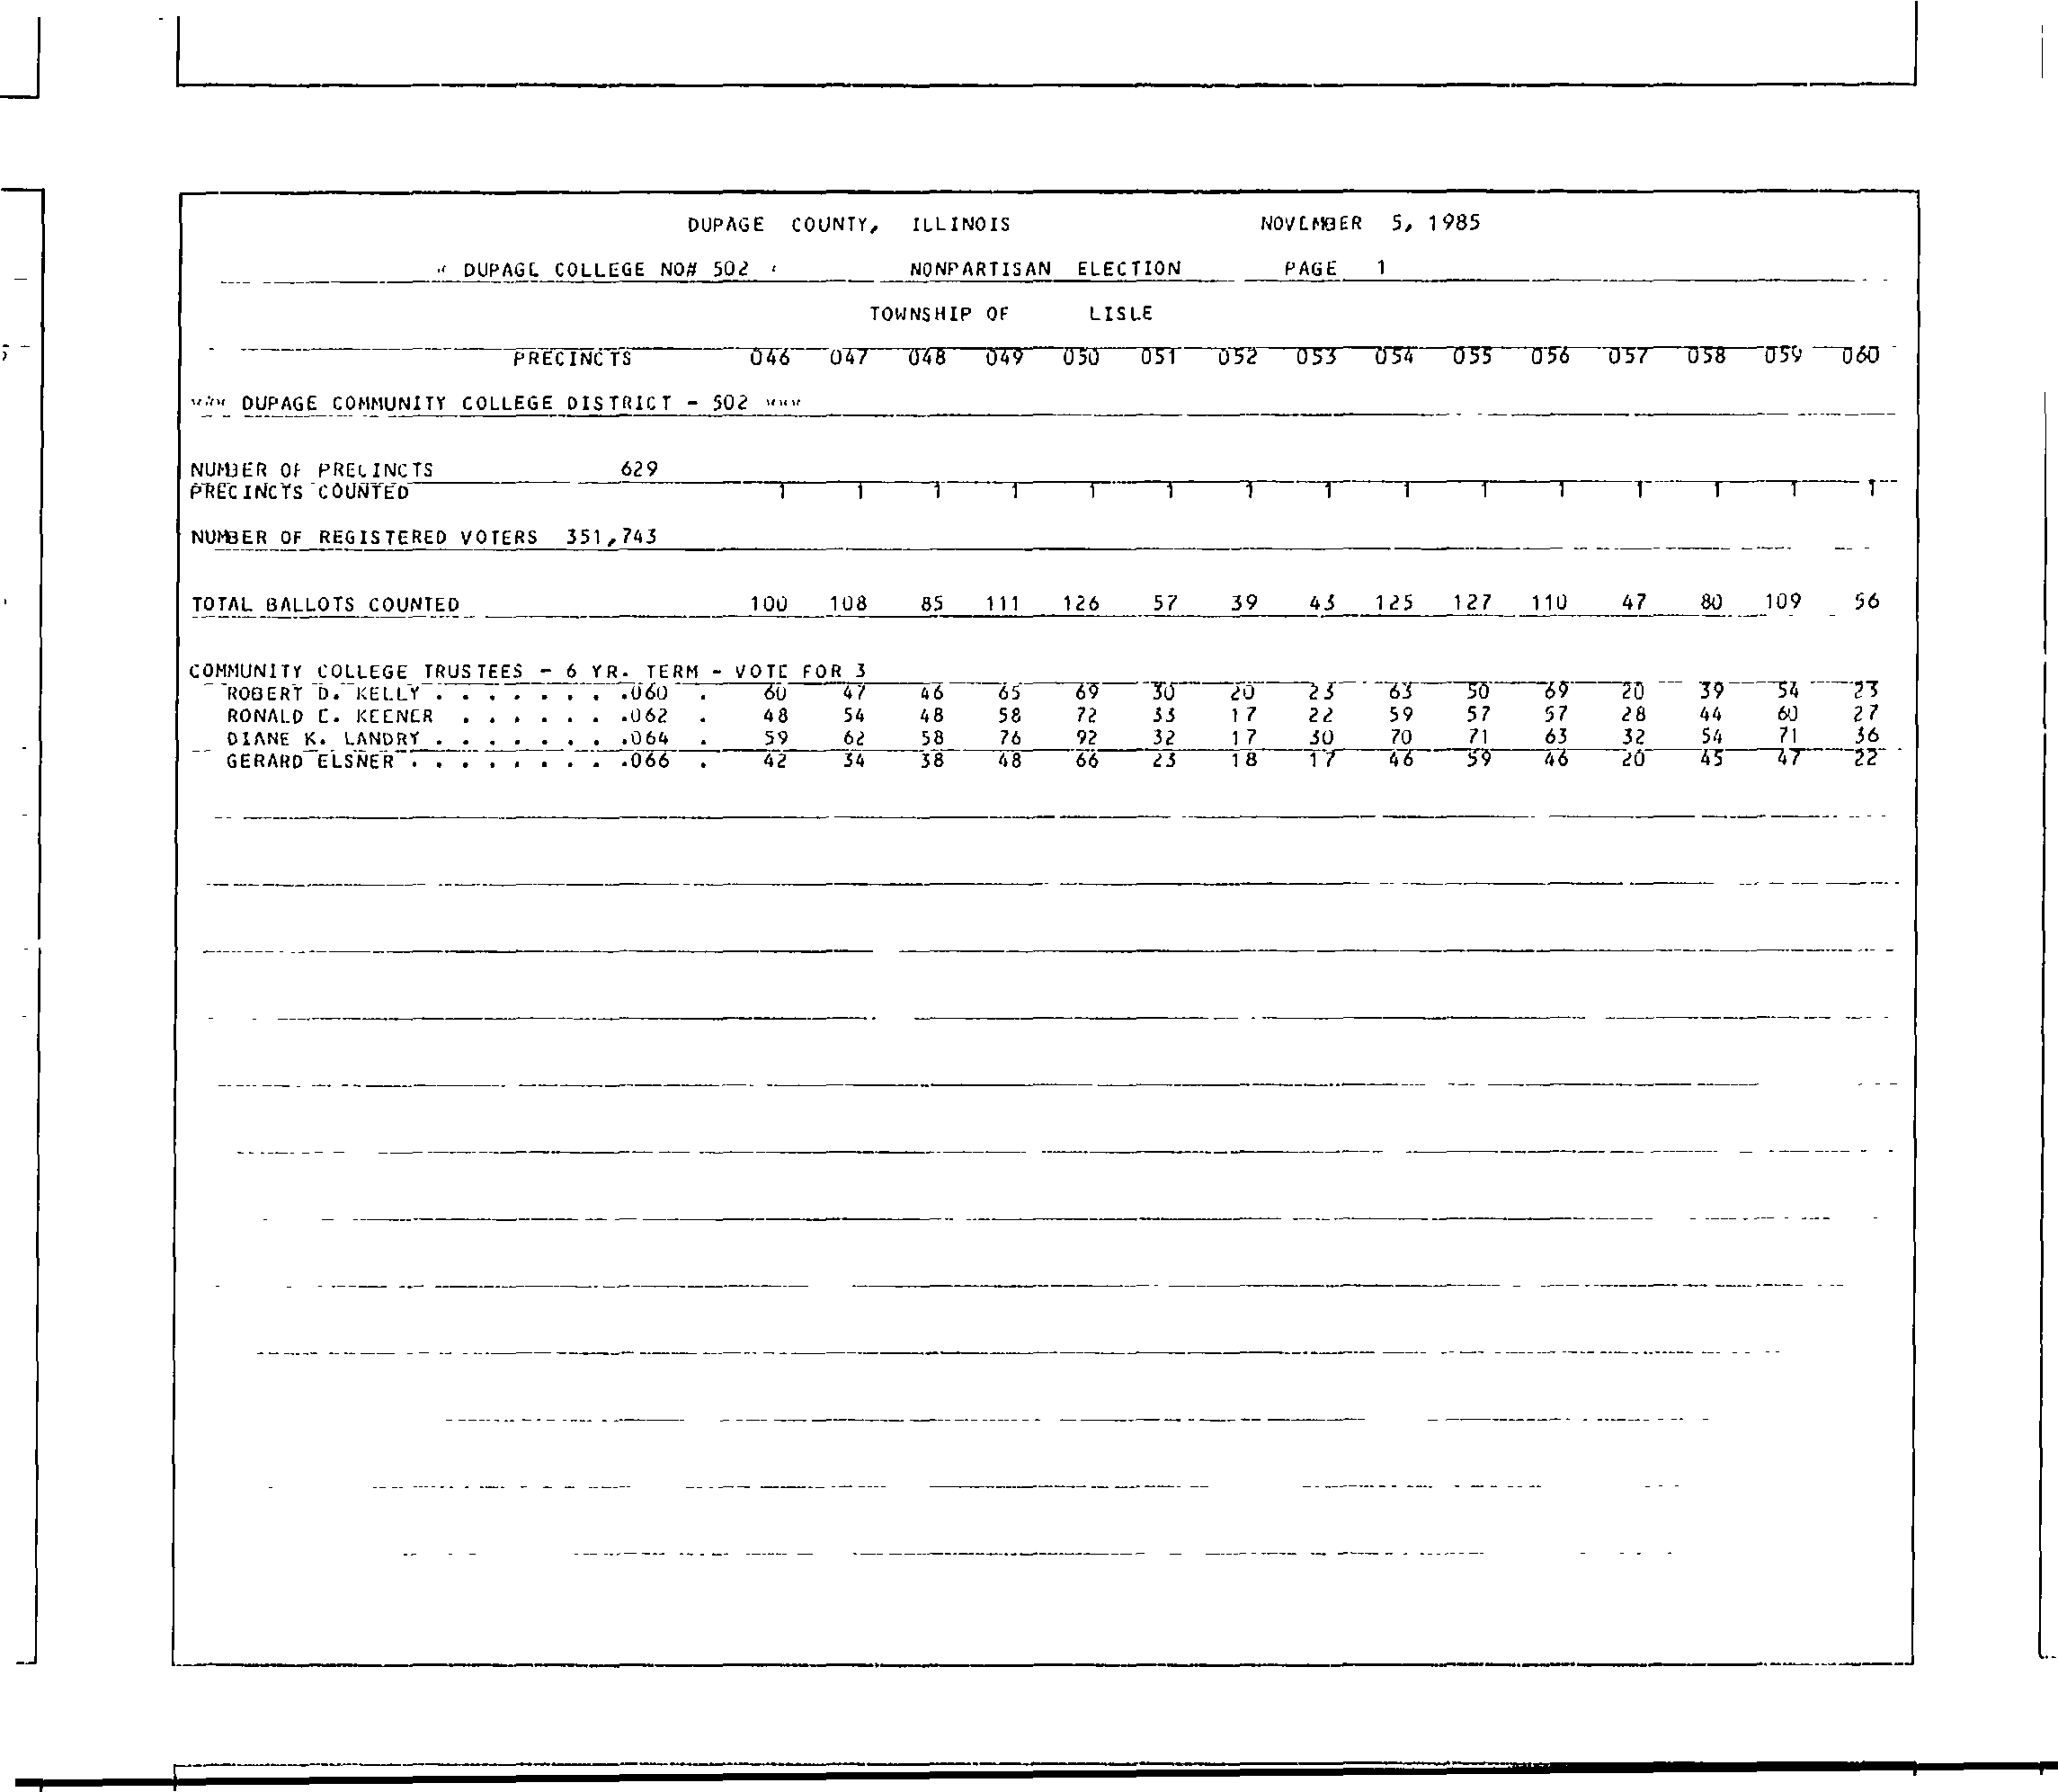 DUPAGE COUNTY, ILLINOIS NOVEMBER 5, 1985
DUPAGE COLLEGE NO# 502 NONPARTISAN ELECTION PAGE 1
TOWNSHIP OF LISLE
PRECINCTS 046 047 048 049 050 051 052 053 054 055 056 057 058 059 060
*** DUPAGE COMMUNITY COLLEGE DISTRICT - 502 ***
NUMBER OF PRECINCTS 629
PRECINCTS COUNTED 1 1 1 1 1 1 1 1 1 1 1 1 1 1 1
NUMBER OF REGISTERED VOTERS 351,743
TOTAL BALLOTS COUNTED 100 108 85 111 126 57 39 43 125 127 110 47 80 109 56
COMMUNITY COLLEGE TRUSTEES - 6 YR. TERM - VOTE FOR 3
ROBERT D. KELLY . . . . . . . .060 . 60 47 46 65 69 30 20 23 63 50 69 20 39 54 23
RONALD E. KEENER . . . . . . .062 . 48 54 48 58 72 33 17 22 59 57 57 28 44 60 27
DIANE K. LANDRY . . . . . . . .064 . 59 62 58 76 92 32 17 30 70 71 63 32 54 71 36
GERARD ELSNER . . . . . . . . .066 . 42 34 38 48 66 23 18 17 46 59 46 20 45 47 22